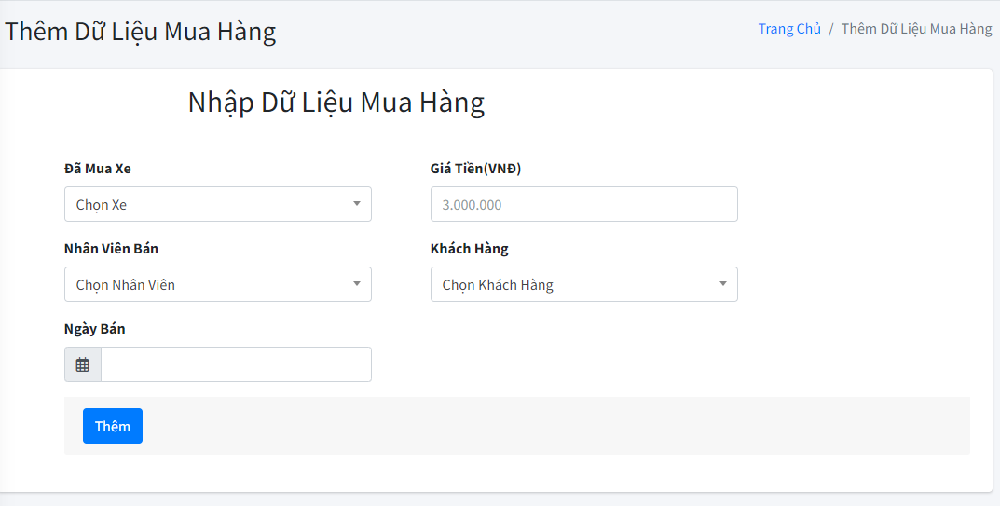 Thêm Dữ Liệu Mua Hàng
Trang Chủ / Thêm Dữ Liệu Mua Hàng
Nhập Dữ Liệu Mua Hàng
Đã Mua Xe
Giá Tiền(VNĐ)
Chọn Xe
3.000.000
Nhân Viên Bán
Khách Hàng
Chọn Nhân Viên
Chọn Khách Hàng
Ngày Bán
Thêm